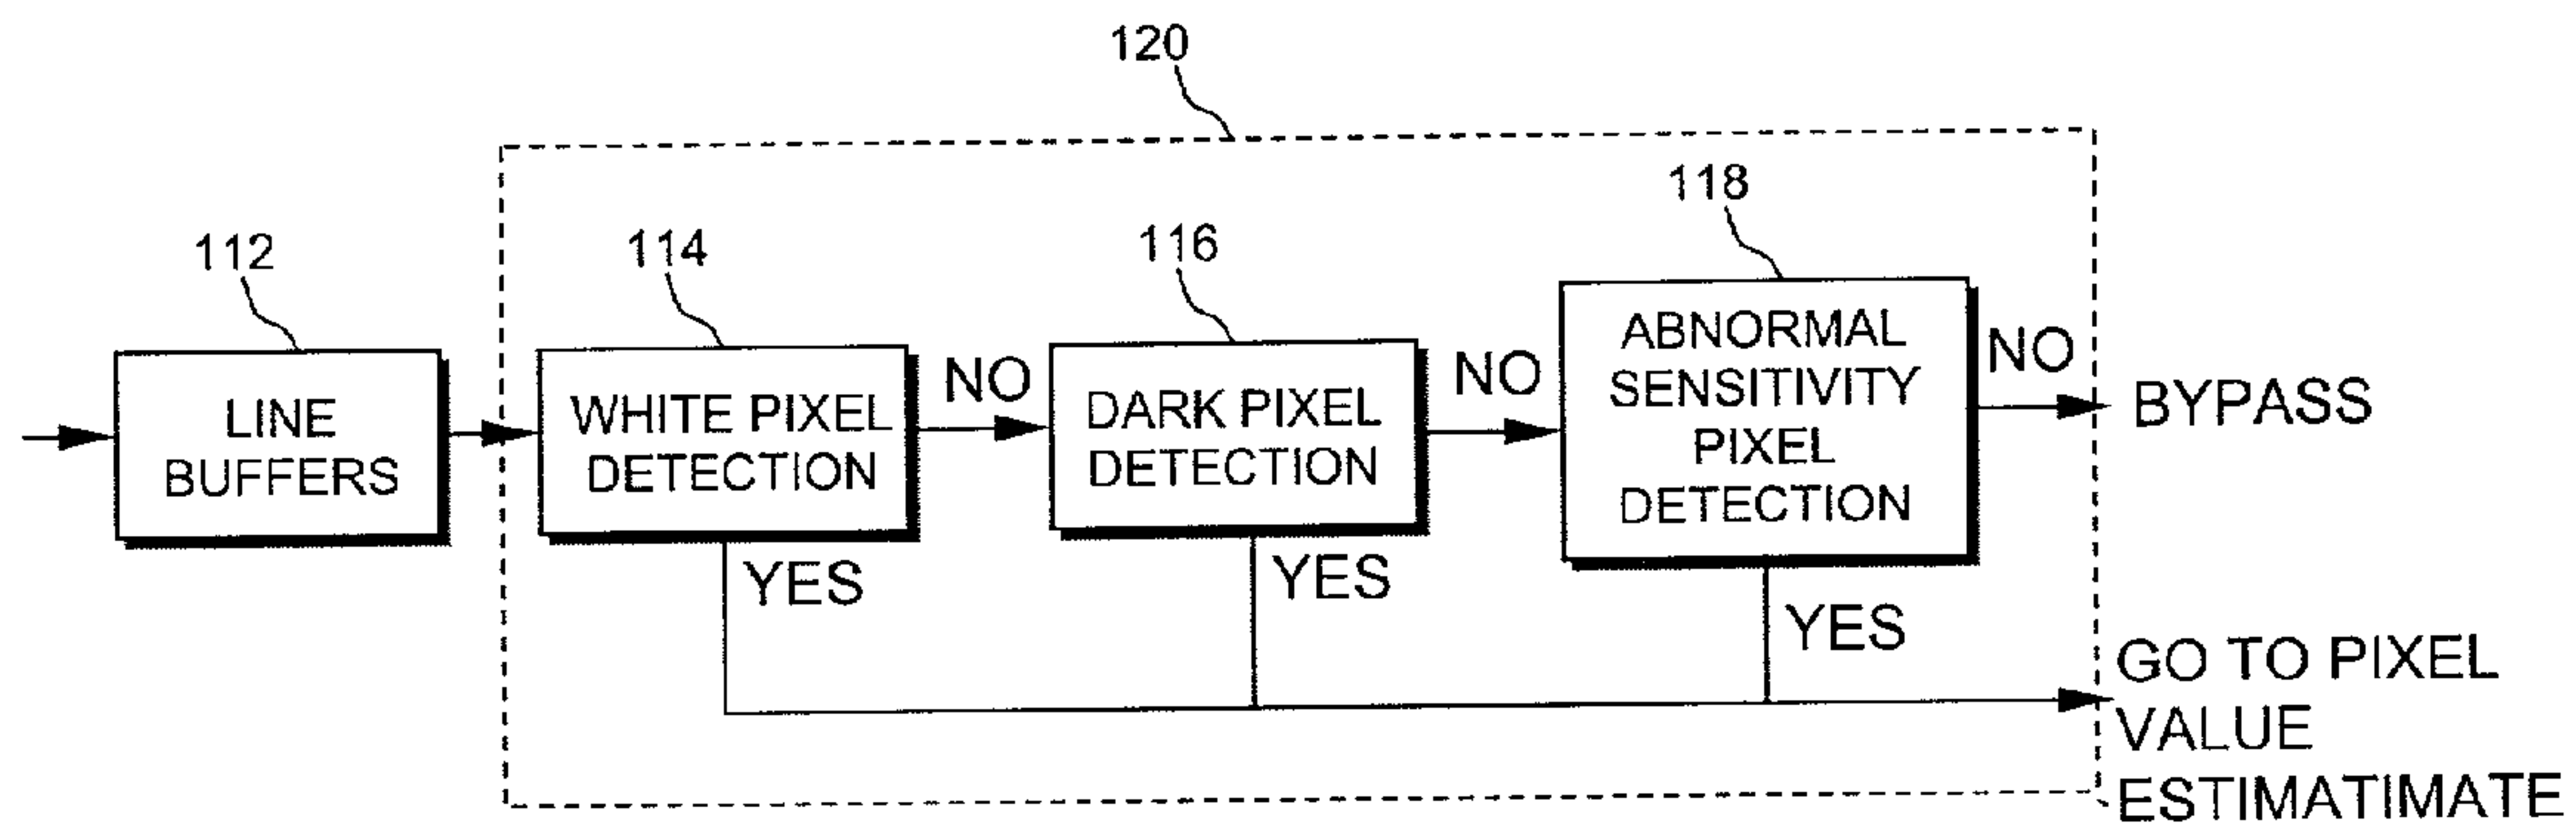 120
118
112
114
116
LINE
BUFFERS
WHITE PIXEL
DETECTION
NO
DARK PIXEL
DETECTION
NO
ABNORMAL
SENSITIVITY
PIXEL
DETECTION
NO
BYPASS
YES
YES
YES
GO TO PIXEL
VALUE
ESTIMATIMATE